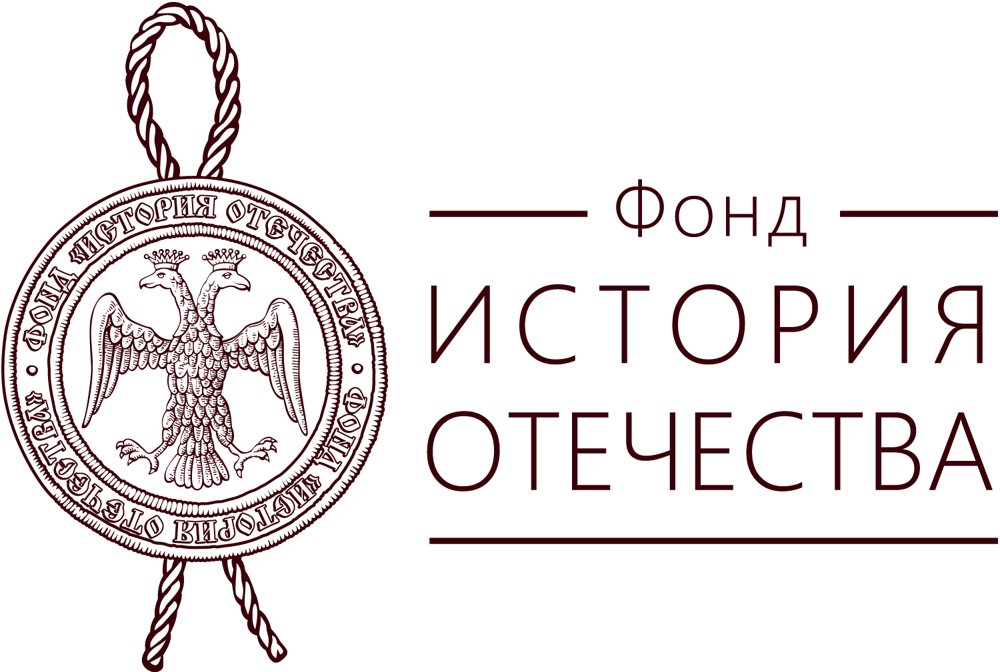 ФОНД «ИСТОРИЯ ОТЕЧЕСТВА» • ФОНД «ИСТОРИЯ ОТЕЧЕСТВА» •
Фонд
ИСТОРИЯ
ОТЕЧЕСТВА